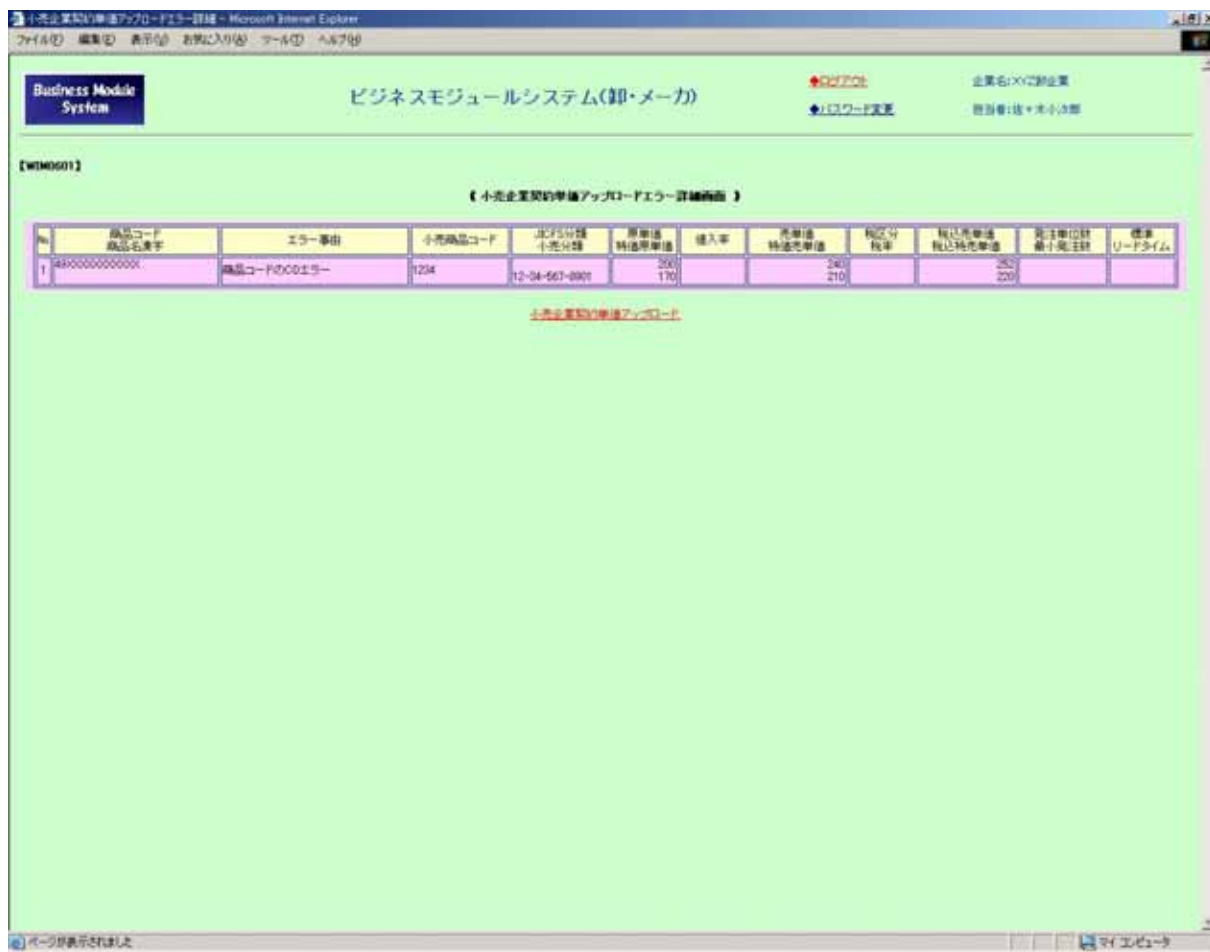 小売企業契約単価アップロードエラー詳細 - Microsoft Internet Explorer
ファイル(F) 編集(E) 表示(V) お気に入り(A) ツール(T) ヘルプ(H)
Business Module
System
ビジネスモジュールシステム(卸・メーカ)
◆ログアウト
企業名:XYZ卸企業
◆パスワード変更
担当者:佐々木小次郎
【WIM0601】
【 小売企業契約単価アップロードエラー詳細画面 】
No 商品コード エラー事由 小売商品コード JICFS分類 原単価 値入率 売単価 税区分 税込売単価 発注単位数 標準
商品名漢字 小売分類 特価原単価 特価売単価 税率 税込特売単価 最小発注数 リードタイム
1 49XXXXXXXXXXX 商品コードのCDエラー 1234 200 240 252
12-34-567-8901 170 210 220
小売企業契約単価アップロード
ページが表示されました
マイ コンピュータ